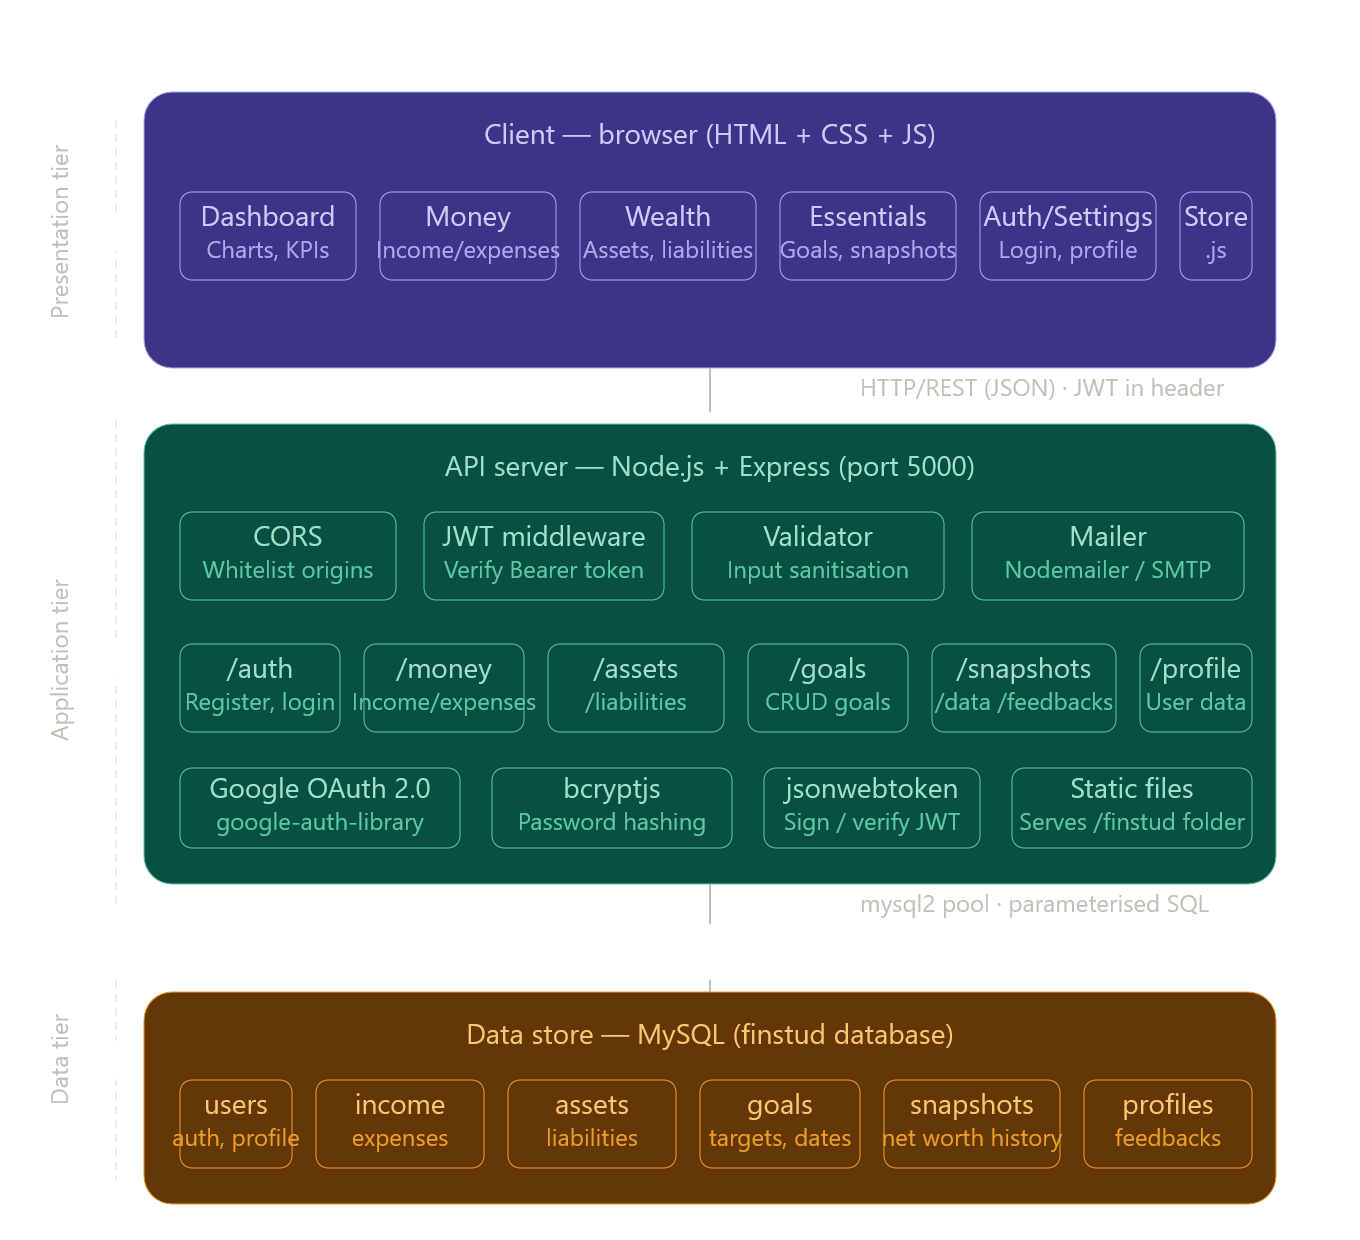 Presentation tier
Client — browser (HTML + CSS + JS)
Dashboard
Charts, KPIs
Money
Income/expenses
Wealth
Assets, liabilities
Essentials
Goals, snapshots
Auth/Settings
Login, profile
Store
.js
HTTP/REST (JSON) · JWT in header
Application tier
API server — Node.js + Express (port 5000)
CORS
Whitelist origins
JWT middleware
Verify Bearer token
Validator
Input sanitisation
Mailer
Nodemailer / SMTP
/auth
Register, login
/money
Income/expenses
/assets
/liabilities
/goals
CRUD goals
/snapshots
/data /feedbacks
/profile
User data
Google OAuth 2.0
google-auth-library
bcryptjs
Password hashing
jsonwebtoken
Sign / verify JWT
Static files
Serves /finstud folder
mysql2 pool · parameterised SQL
Data tier
Data store — MySQL (finstud database)
users
auth, profile
income
expenses
assets
liabilities
goals
targets, dates
snapshots
net worth history
profiles
feedbacks